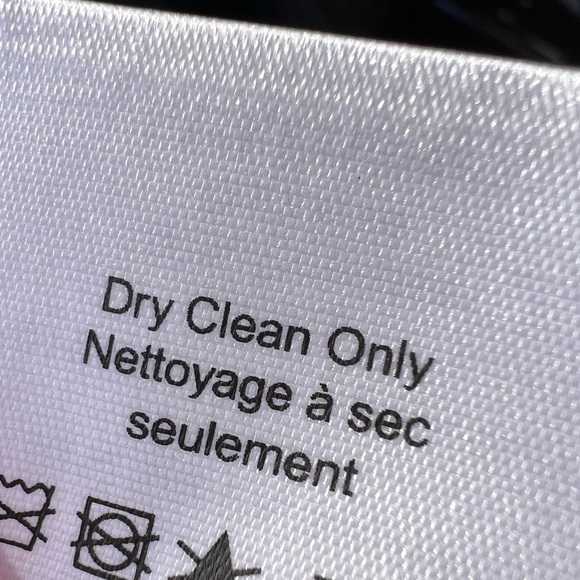 Dry Clean Only
Nettoyage à sec
seulement